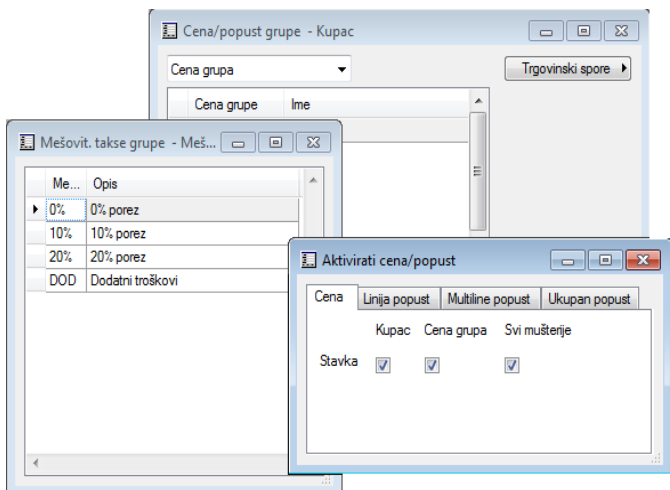 Cena/popust grupe - Kupac
Cena grupa
Trgovinski spore
Cena grupe Ime
Mešovit. takse grupe - Meš...
Me... Opis
0% 0% porez
10% 10% porez
20% 20% porez
DOD Dodatni troškovi
Aktivirati cena/popust
Cena Linija popust Multiline popust Ukupan popust
Kupac Cena grupa Svi mušterije
Stavka